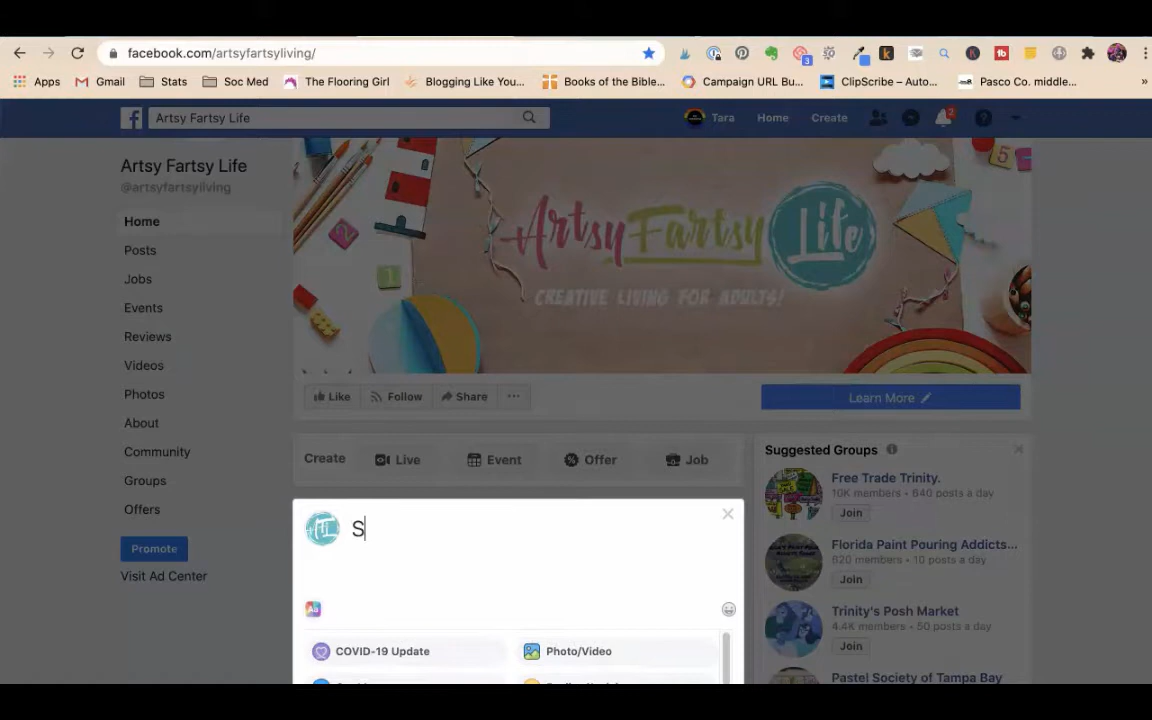 facebook.com/artsyfartsyliving/
Apps Gmail Stats Soc Med The Flooring Girl Blogging Like You... Books of the Bible... Campaign URL Bu... ClipScribe – Auto... Pasco Co. middle... »
Artsy Fartsy Life Tara Home Create 2
Artsy Fartsy Life
@artsyfartsyliving
Home
Posts
Jobs
Events
Reviews
Videos
Photos
About
Community
Groups
Offers
Promote
Visit Ad Center
Artsy Fartsy Life
CREATIVE LIVING FOR ADULTS!
Like Follow Share ... Learn More
Create Live Event Offer Job
S
COVID-19 Update Photo/Video
Suggested Groups
Free Trade Trinity.
10K members • 640 posts a day
Join
Florida Paint Pouring Addicts...
620 members • 10 posts a day
Join
Trinity's Posh Market
4.4K members • 50 posts a day
Join
Pastel Society of Tampa Bay